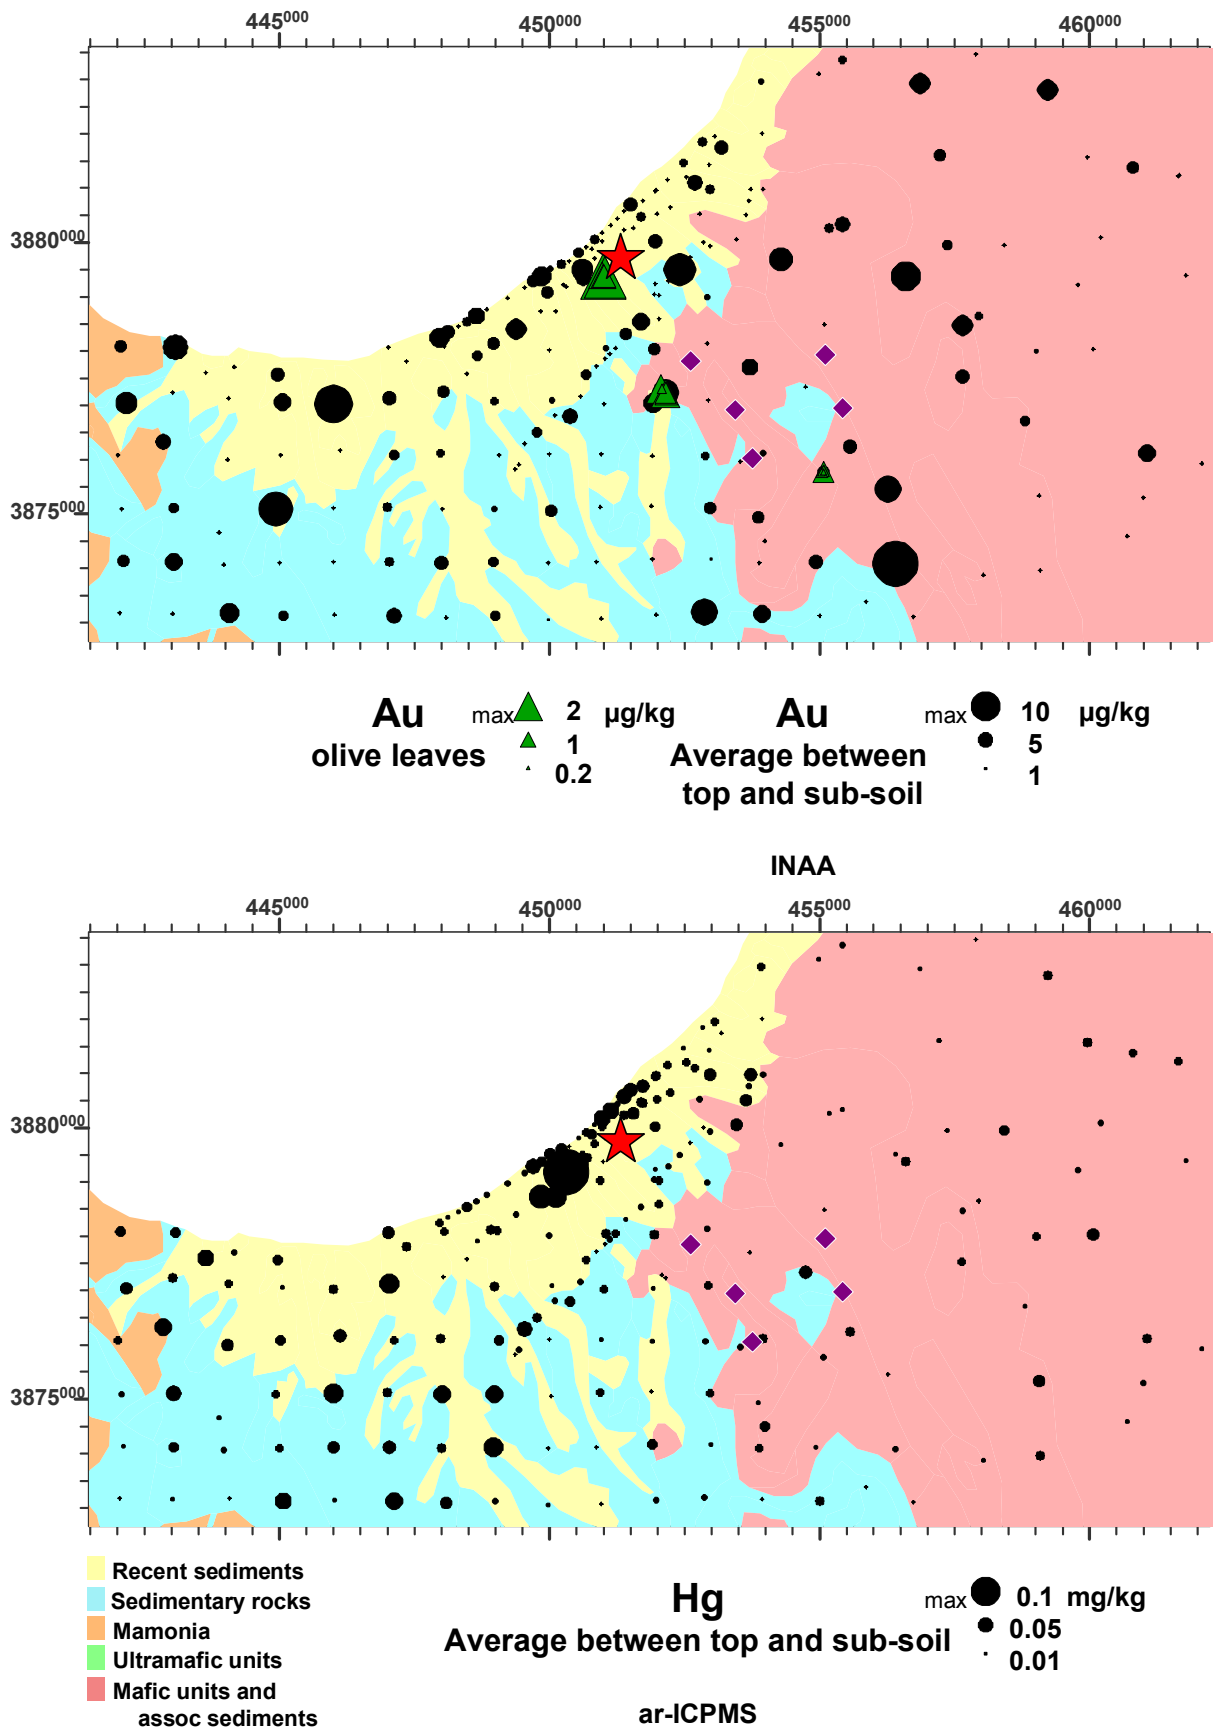 445000 450000 455000 460000
3880000
3875000
Au max 2 µg/kg Au max 10 µg/kg
olive leaves 1 Average between 5
0.2 top and sub-soil 1
INAA
445000 450000 455000 460000
3880000
3875000
Recent sediments
Sedimentary rocks
Mamonia
Ultramafic units
Mafic units and
assoc sediments
Hg max 0.1 mg/kg
Average between top and sub-soil 0.05
0.01
ar-ICPMS